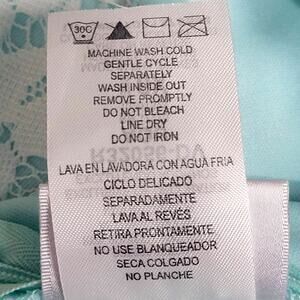 30C
MACHINE WASH COLD
GENTLE CYCLE
SEPARATELY
WASH INSIDE OUT
REMOVE PROMPTLY
DO NOT BLEACH
LINE DRY
DO NOT IRON
LAVA EN LAVADORA CON AGUA FRIA
CICLO DELICADO
SEPARADAMENTE
LAVA AL REVÉS
RETIRA PRONTAMENTE
NO USE BLANQUEADOR
SECA COLGADO
NO PLANCHE